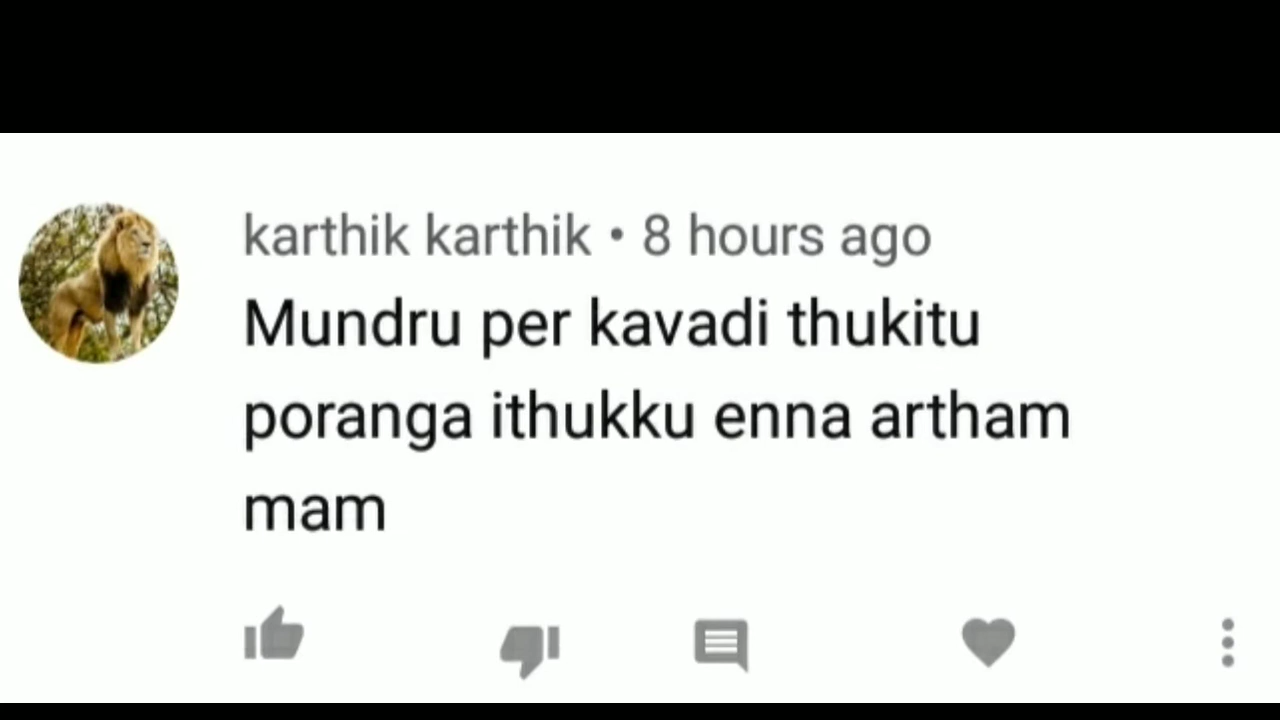 karthik karthik • 8 hours ago
Mundru per kavadi thukitu
poranga ithukku enna artham
mam